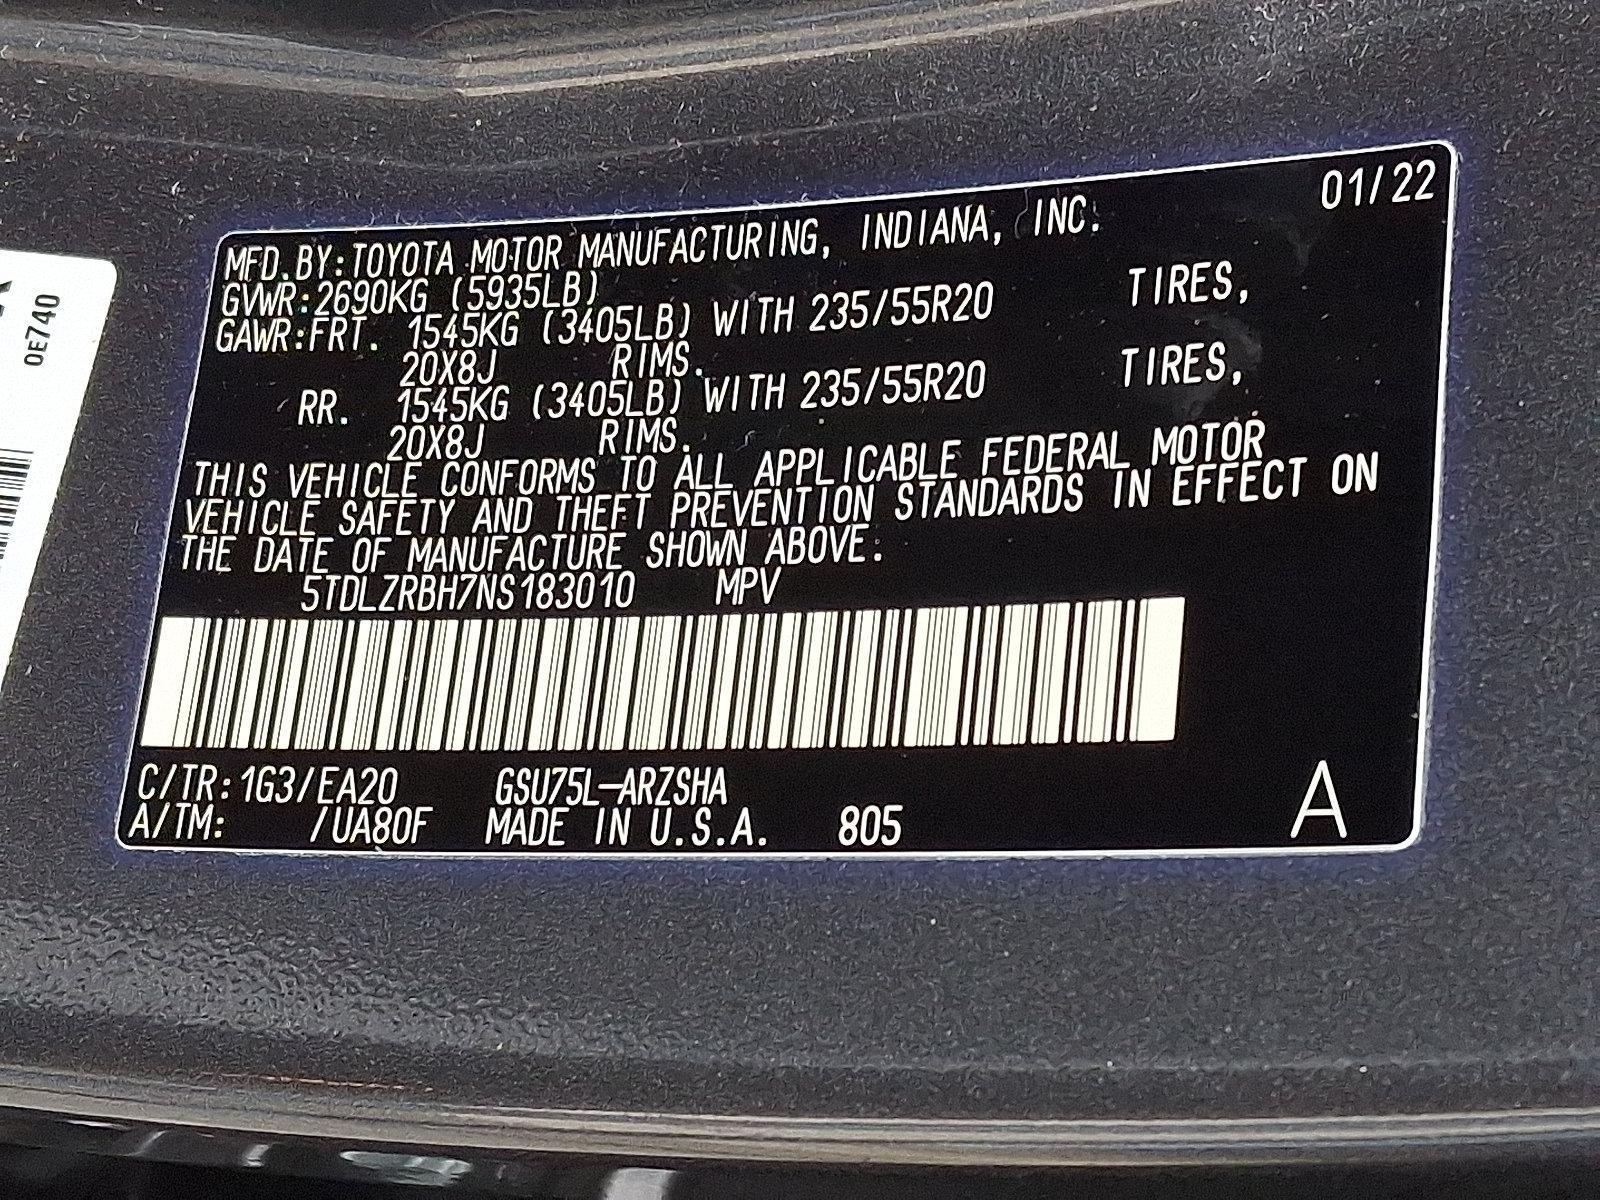 01/22
MFD.BY:TOYOTA MOTOR MANUFACTURING, INDIANA, INC.
GVWR:2690KG (5935LB)
GAWR:FRT. 1545KG (3405LB) WITH 235/55R20 TIRES,
20X8J RIMS.
RR. 1545KG (3405LB) WITH 235/55R20 TIRES,
20X8J RIMS.
THIS VEHICLE CONFORMS TO ALL APPLICABLE FEDERAL MOTOR
VEHICLE SAFETY AND THEFT PREVENTION STANDARDS IN EFFECT ON
THE DATE OF MANUFACTURE SHOWN ABOVE.
5TDLZRBH7NS183010 MPV
C/TR:1G3/EA20 GSU75L-ARZSHA
A/TM: /UA80F MADE IN U.S.A. 805
A
0E740